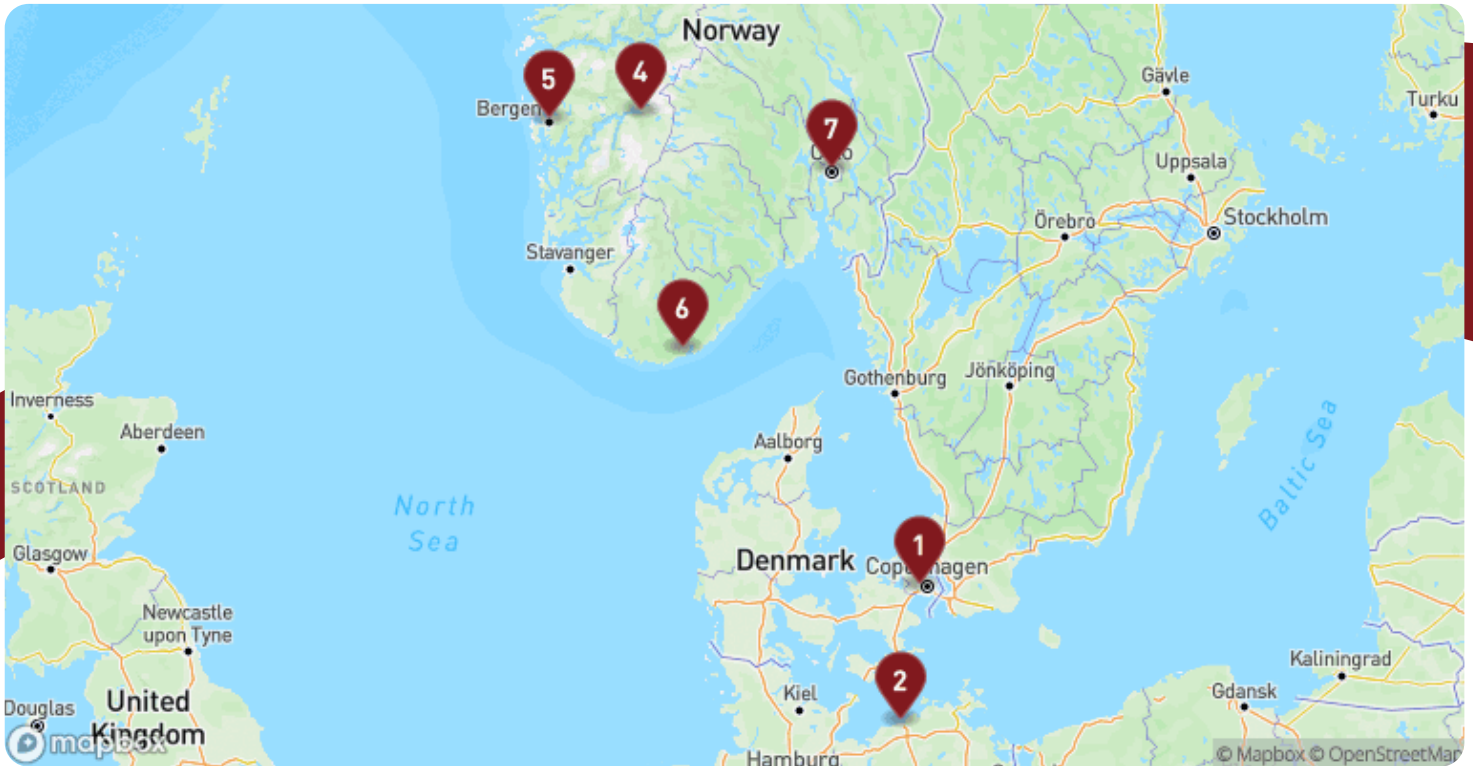 Norway
5
4
Bergen
Gävle
Turku
7
Uppsala
Örebro
Stockholm
Stavanger
6
Gothenburg
Jönköping
Inverness
Aberdeen
Aalborg
SCOTLAND
North
Sea
Baltic Sea
1
Glasgow
Denmark
Copenhagen
Newcastle
upon Tyne
2
Kaliningrad
Gdansk
Kiel
Douglas
United
Kingdom
mapbox
Hamburg
© Mapbox © OpenStreetMap